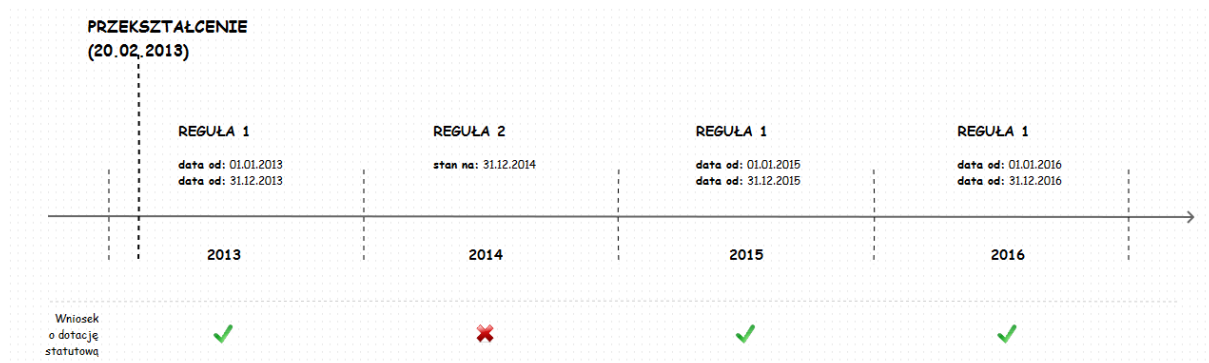 PRZEKSZTAŁCENIE
(20.02.2013)
REGUŁA 1
data od: 01.01.2013
data od: 31.12.2013
REGUŁA 2
stan na: 31.12.2014
REGUŁA 1
data od: 01.01.2015
data od: 31.12.2015
REGUŁA 1
data od: 01.01.2016
data od: 31.12.2016
2013
2014
2015
2016
Wniosek
o dotację
statutową